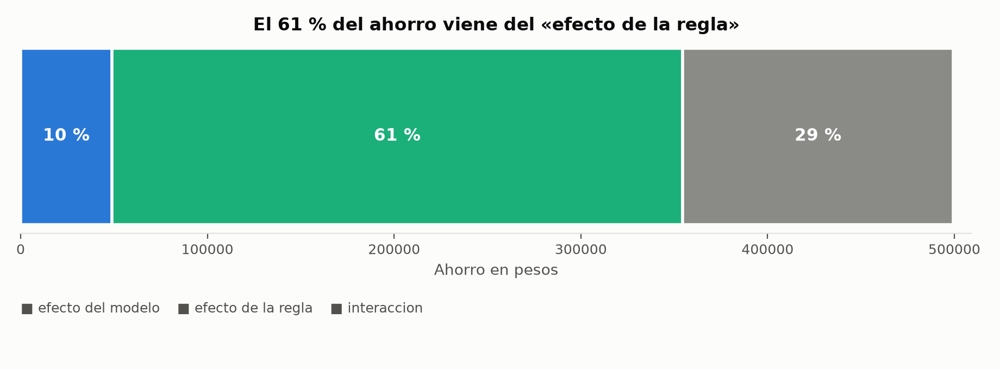 El 61 % del ahorro viene del «efecto de la regla»
10 % 61 % 29 %
0 100000 200000 300000 400000 500000
Ahorro en pesos
■ efecto del modelo ■ efecto de la regla ■ interaccion